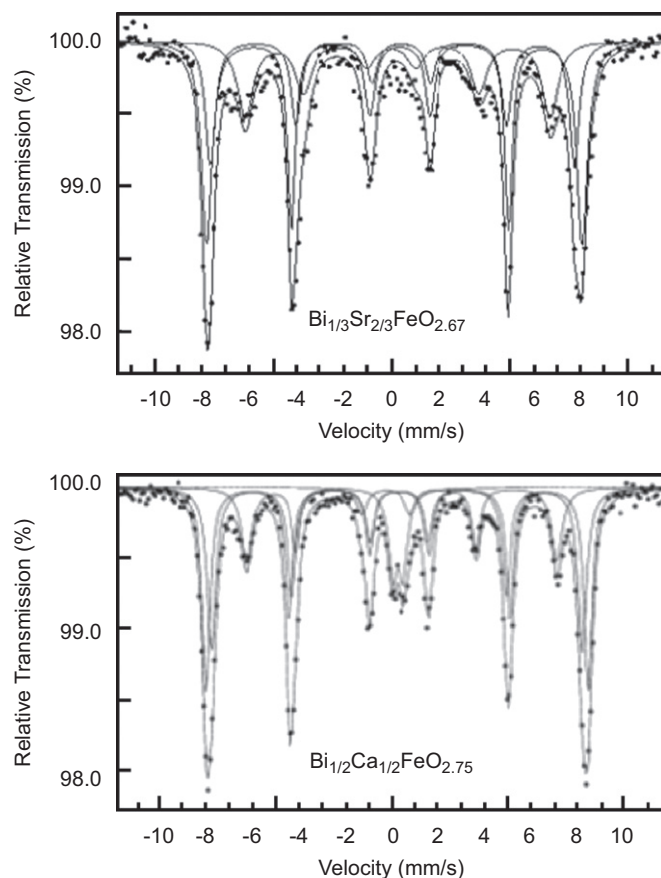 100.0
99.0
98.0
Relative Transmission (%)
Bi1/3Sr2/3FeO2.67
-10 -8 -6 -4 -2 0 2 4 6 8 10
Velocity (mm/s)
100.0
99.0
98.0
Relative Transmission (%)
Bi1/2Ca1/2FeO2.75
-10 -8 -6 -4 -2 0 2 4 6 8 10
Velocity (mm/s)